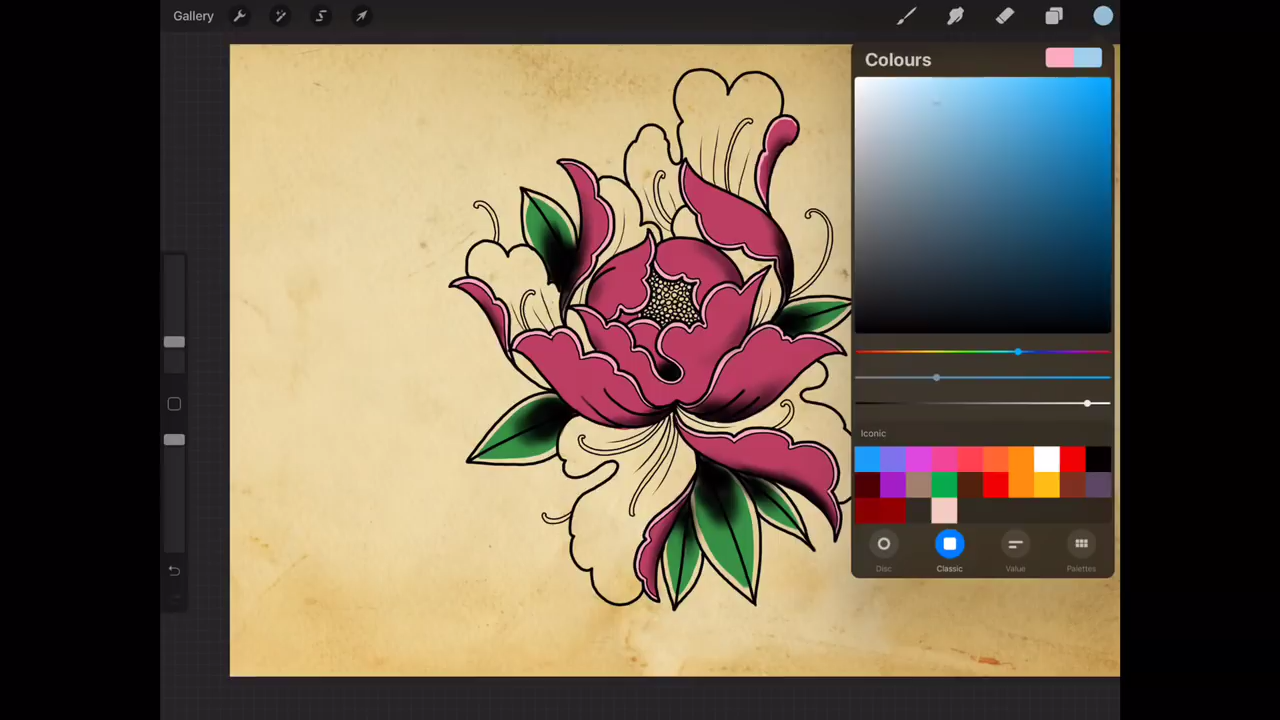 Gallery
Colours
Iconic
Disc
Classic
Value
Palettes